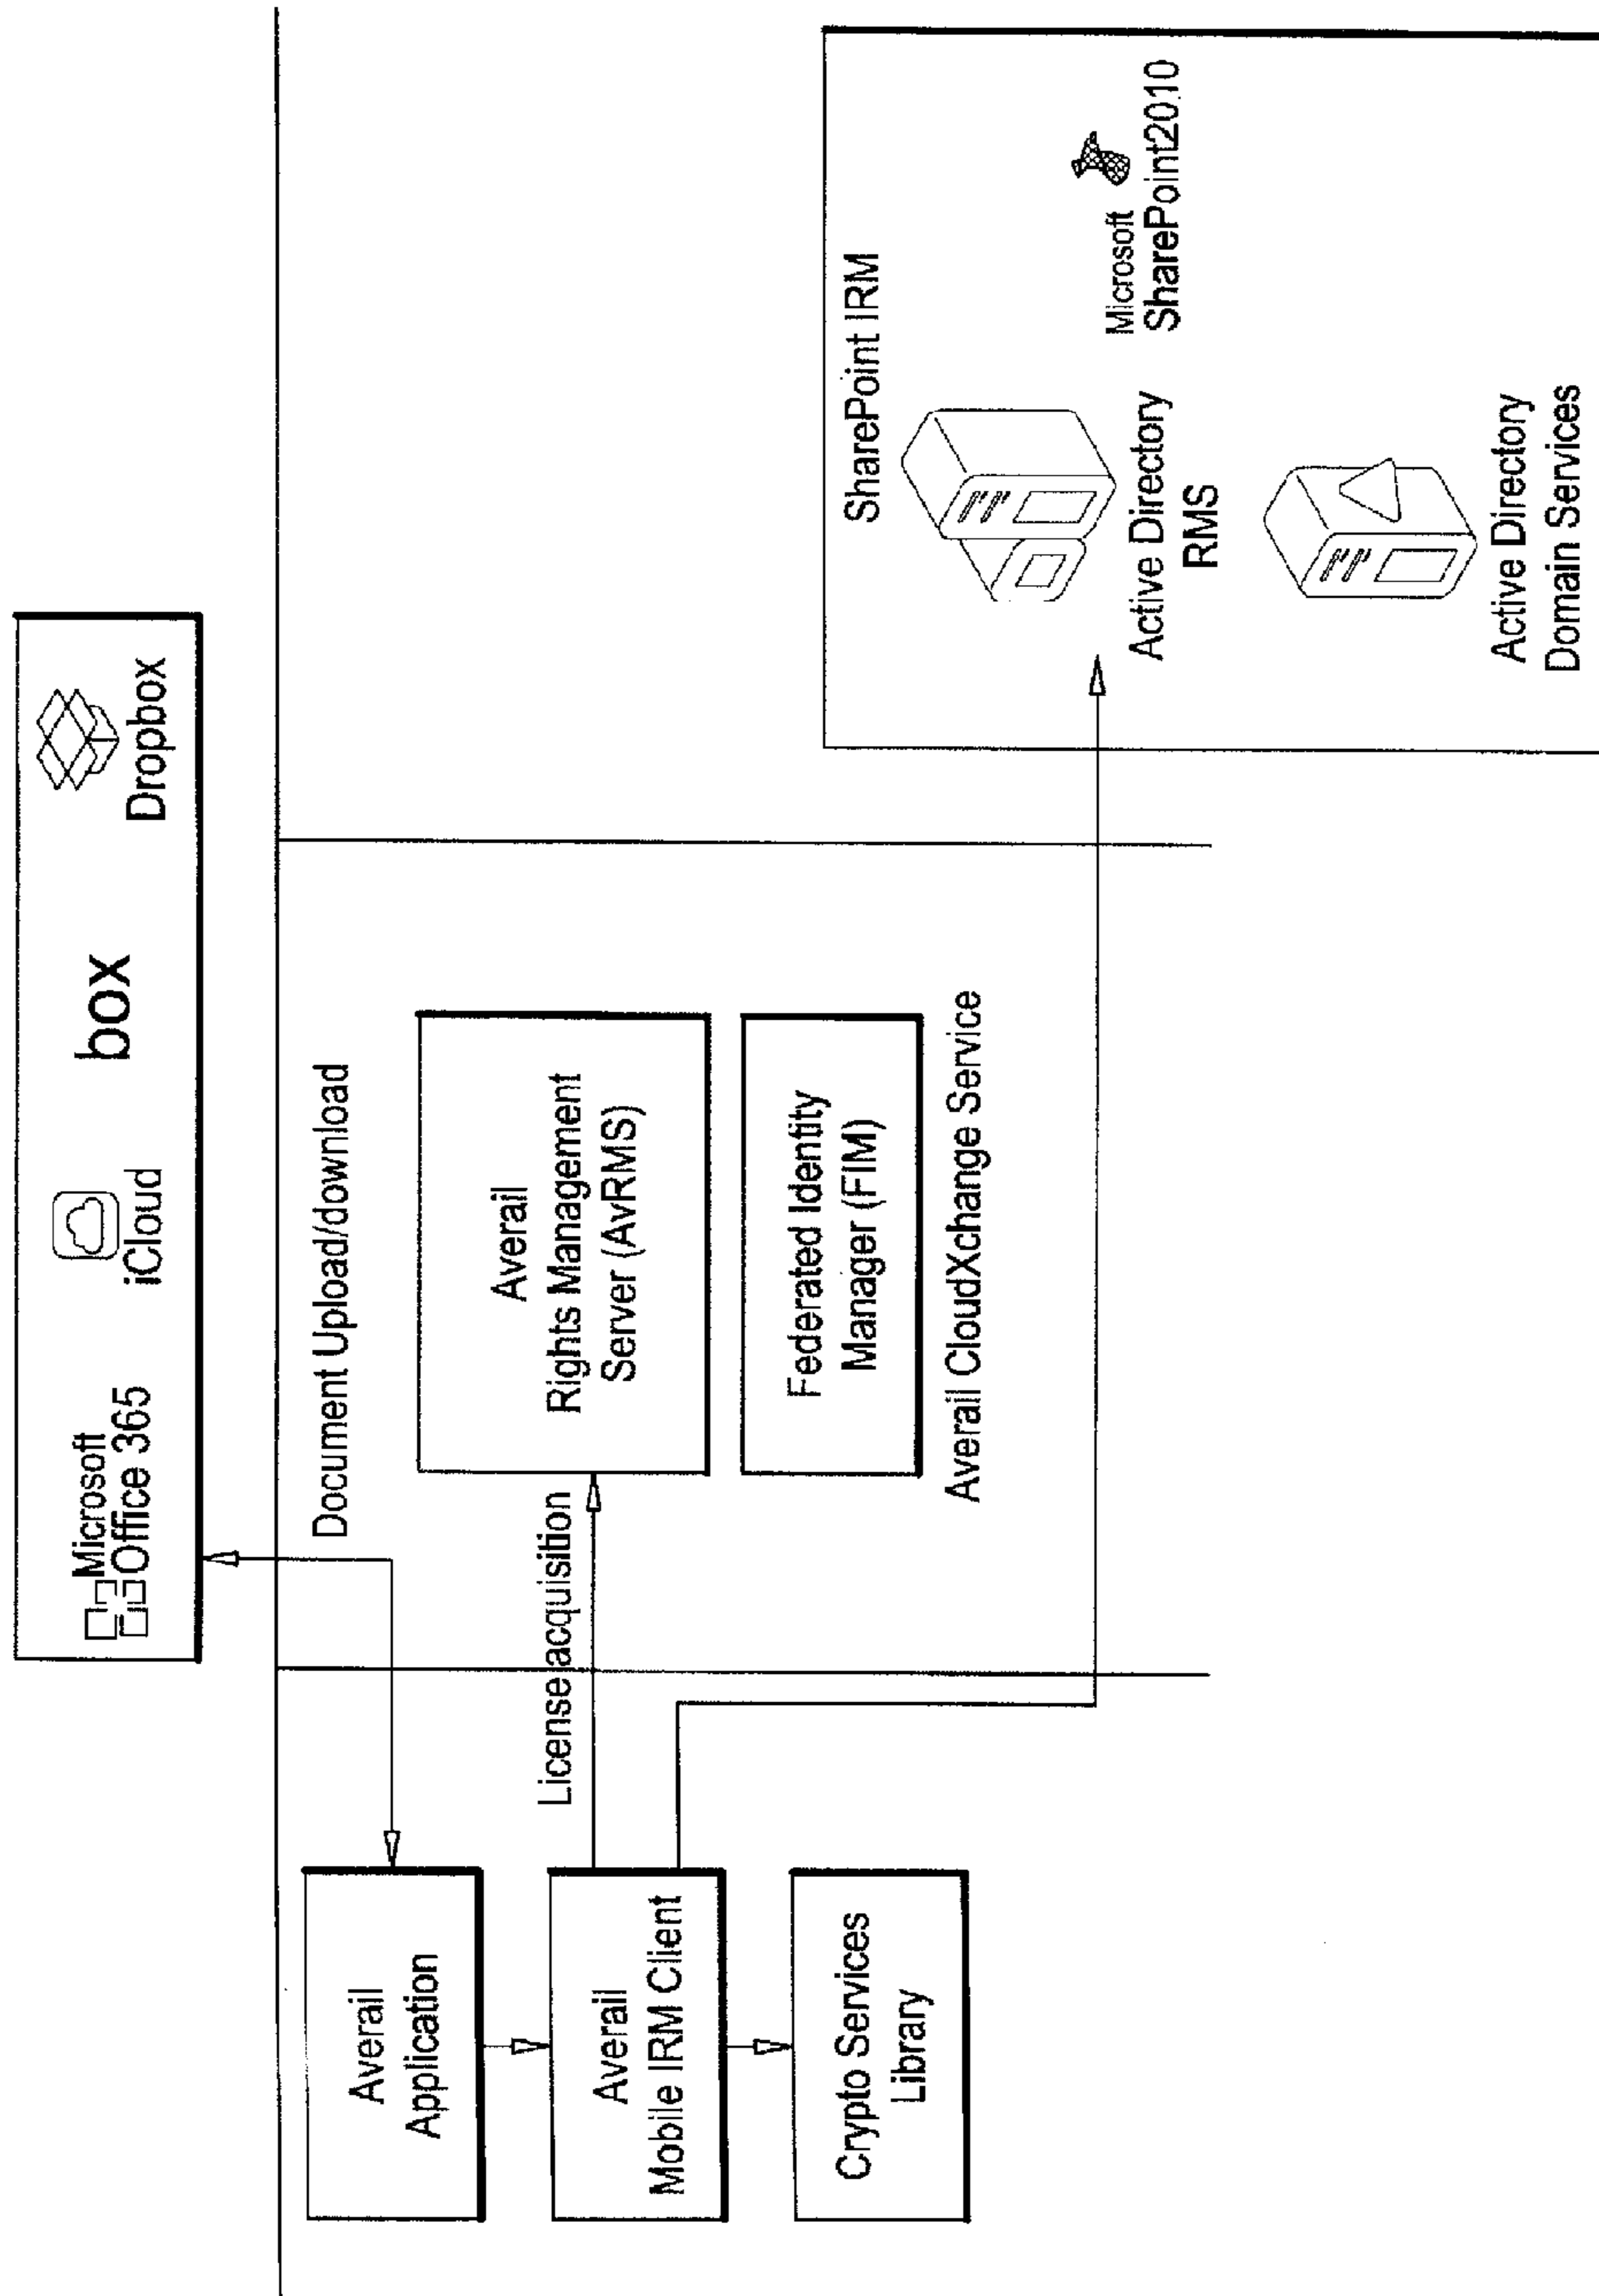 Microsoft
Office 365
iCloud
box
Dropbox
Document Upload/download
Averail
Application
Averail
Mobile IRM Client
Crypto Services
Library
License acquisition
Averail
Rights Management
Server (AvRMS)
Federated Identity
Manager (FIM)
Averail CloudXchange Service
SharePoint IRM
Active Directory
RMS
Microsoft
SharePoint2010
Active Directory
Domain Services